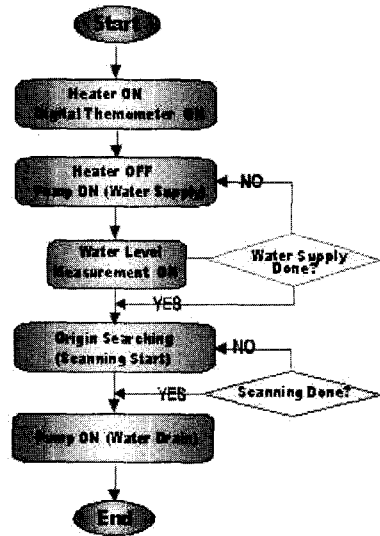 Start
Heater ON
Digital Themometer ON
Heater OFF
Pump ON (Water Supply)
NO
Water Level
Measurement ON
Water Supply
Done?
YES
Origin Searching
(Scanning Start)
NO
YES
Scanning Done?
Pump ON (Water Drain)
End